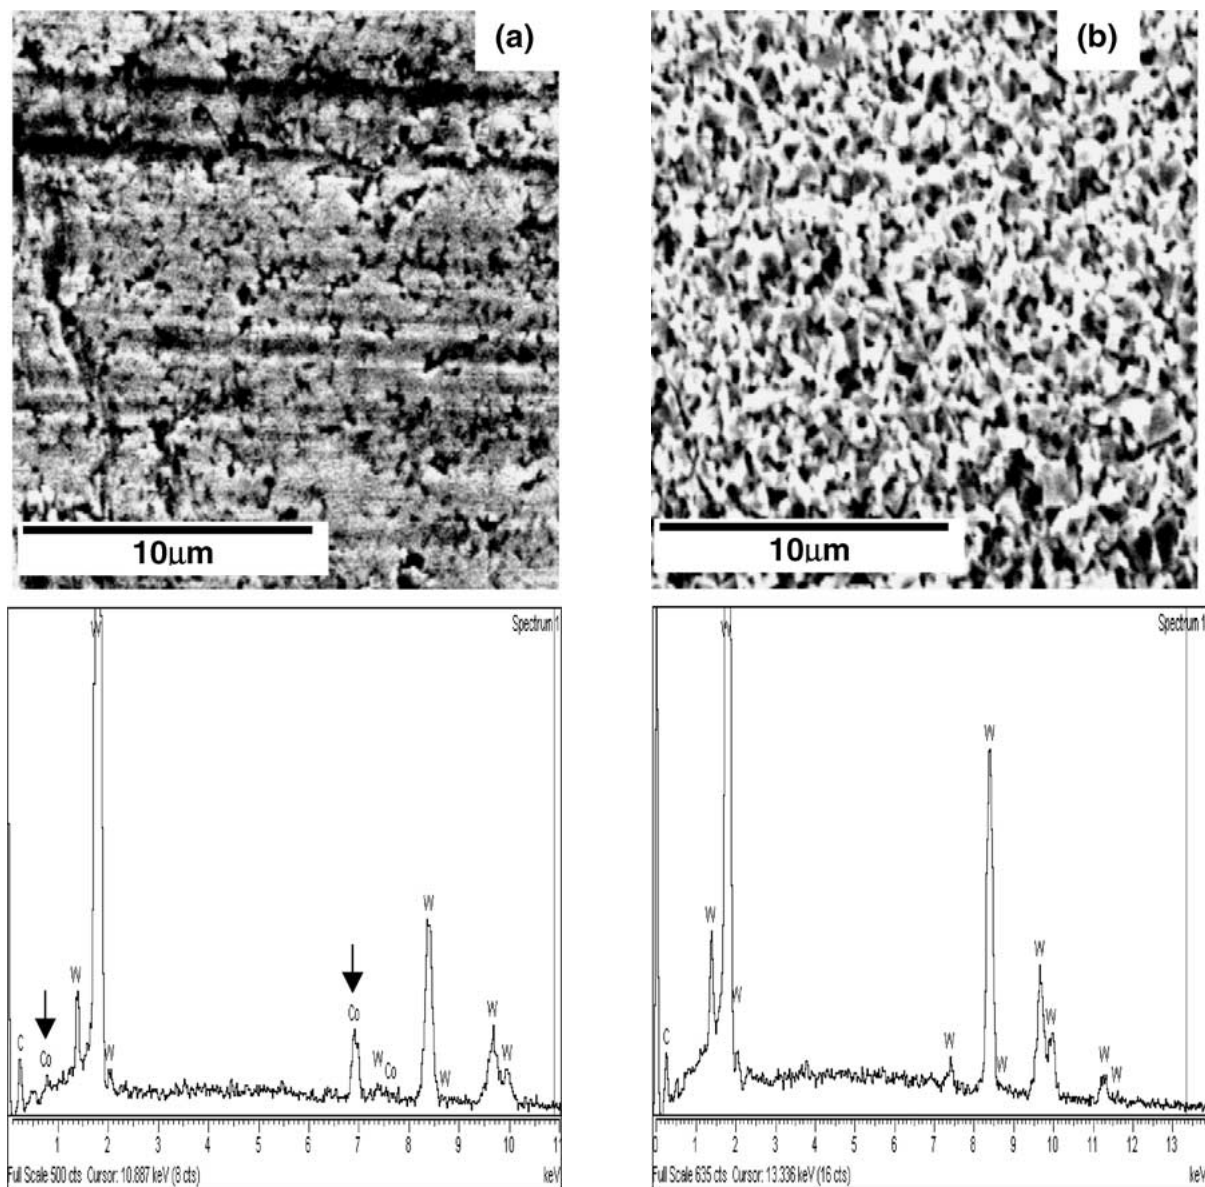 (a)
(b)
10μm
10μm
Spectrum 1
W
W
W
Co
C
Co
W
Co
W
W
W
W
1 2 3 4 5 6 7 8 9 10 11
Full Scale 500 cts Cursor: 10.887 keV (8 cts)
keV
Spectrum 1
W
W
W
W
W
C
W
W
W
W
W
0 1 2 3 4 5 6 7 8 9 10 11 12 13
Full Scale 635 cts Cursor: 13.336 keV (16 cts)
keV